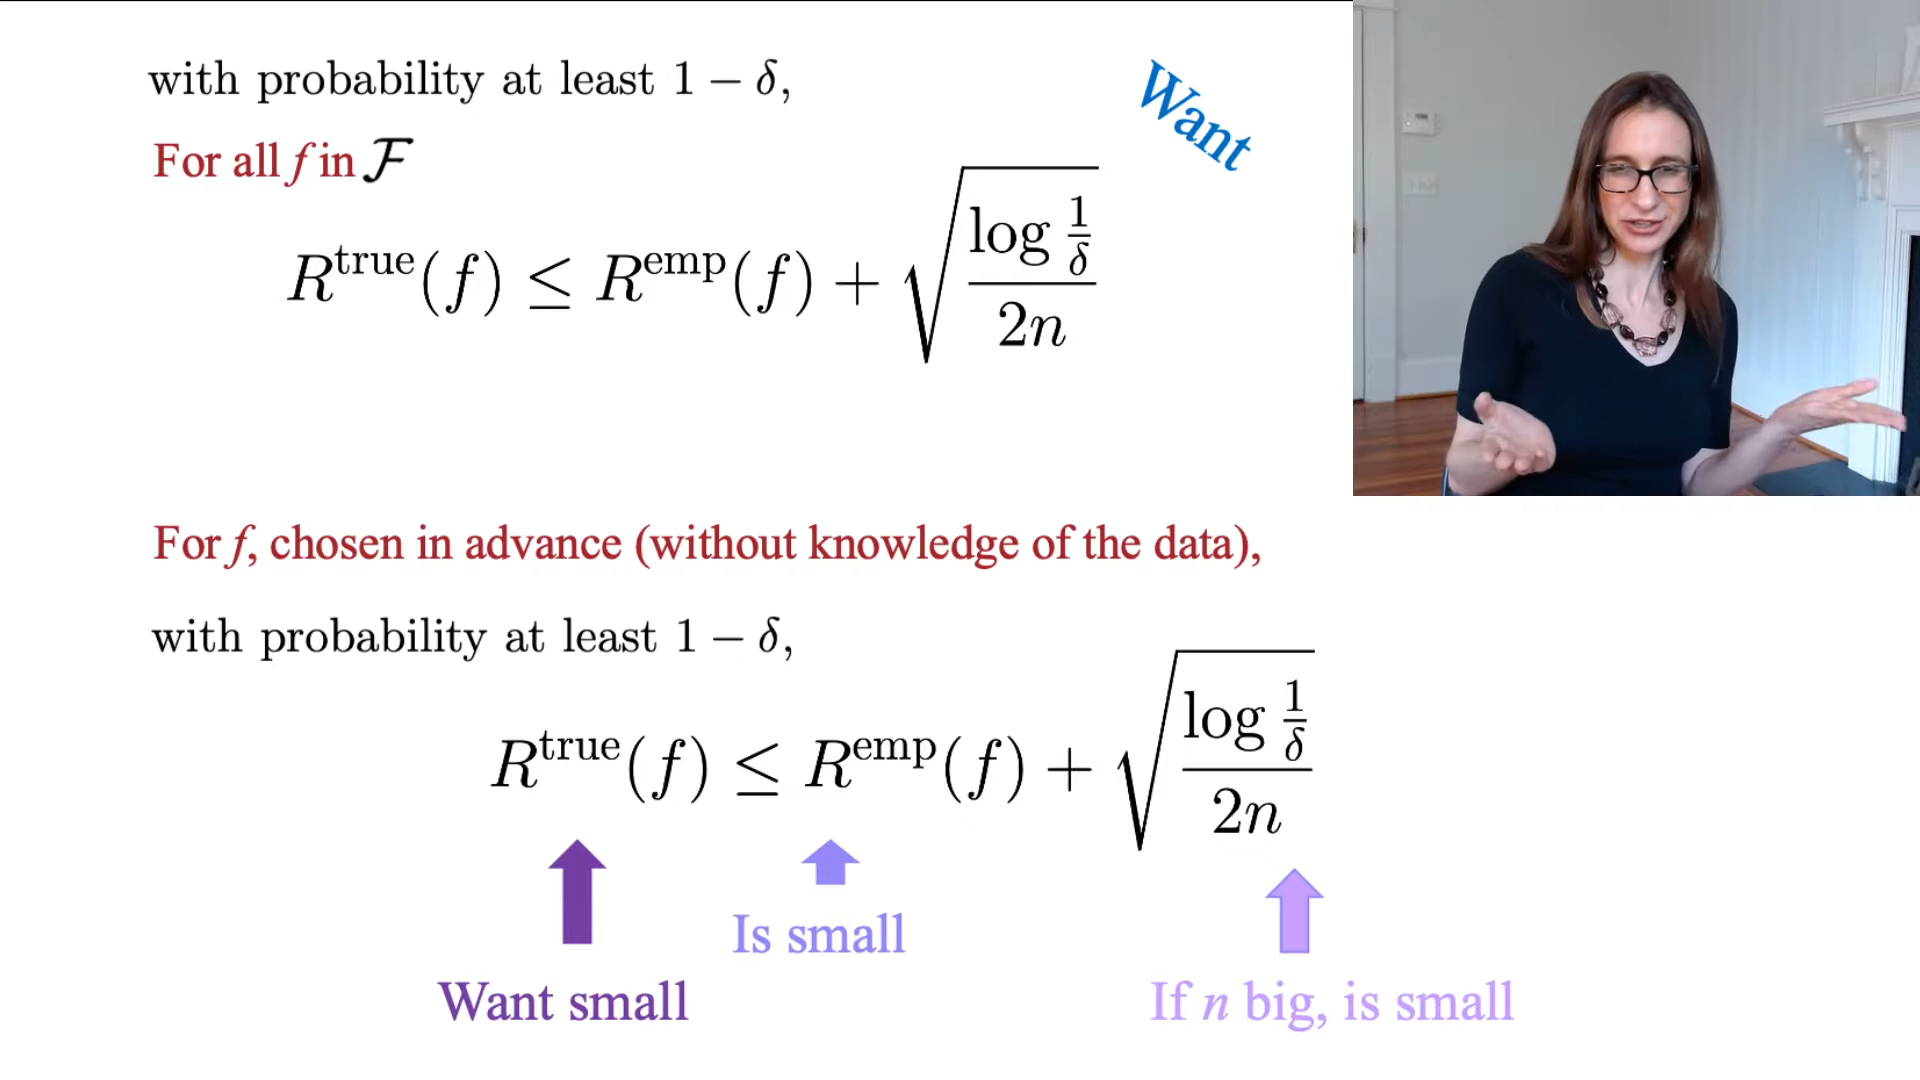 with probability at least 1 − δ,
Want
For all f in ℱ
R^true(f) ≤ R^emp(f) + √(log 1/δ / 2n)
For f, chosen in advance (without knowledge of the data),
with probability at least 1 − δ,
R^true(f) ≤ R^emp(f) + √(log 1/δ / 2n)
Is small
Want small
If n big, is small